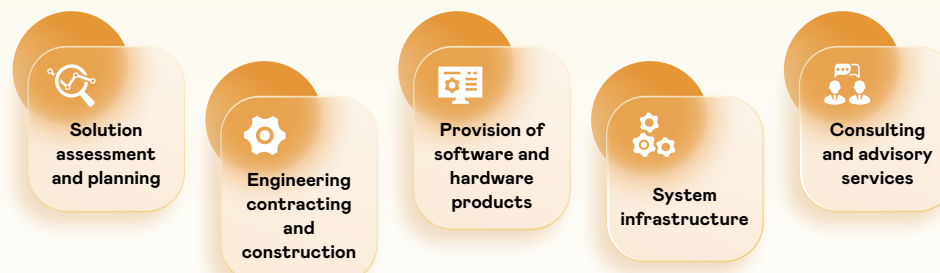 Solution
assessment
and planning
Engineering
contracting
and
construction
Provision of
software and
hardware
products
System
infrastructure
Consulting
and advisory
services